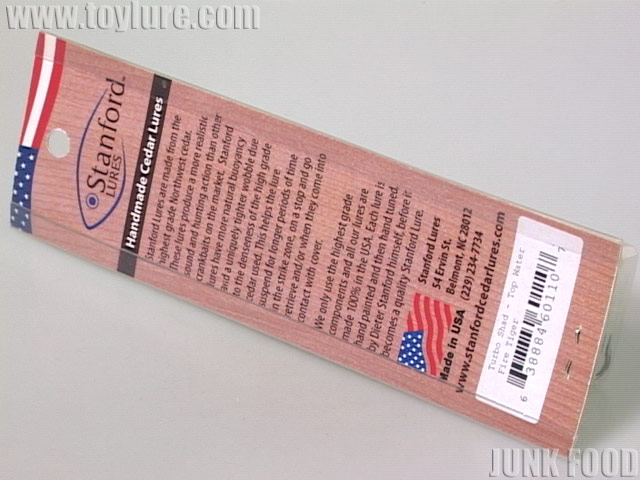 www.toylure.com
Stanford™
LURES
Handmade Cedar Lures
Stanford Lures are made from the
highest grade Northwest cedar.
These lures produce a more realistic
sound and hunting action than other
crankbaits on the market. Stanford
Lures have more natural buoyancy
and a uniquely tighter wobble due
to the denseness of the high grade
cedar used. This helps the lure
suspend for longer periods of time
in the strike zone, on a stop and go
retrieve and/or when they come into
contact with cover.
We only use the highest grade
components and all our lures are
made 100% in the USA. Each lure is
hand painted and then hand tuned,
by Dieter Stanford himself, before it
becomes a quality Stanford Lure.
Stanford Lures
54 Ervin St.
Belmont, NC 28012
(229) 234-7734
Made in USA
www.stanfordcedarlures.com
Turbo Shad - Top Water
Fire Tiger
6 38884 60110 7
JUNK FOOD